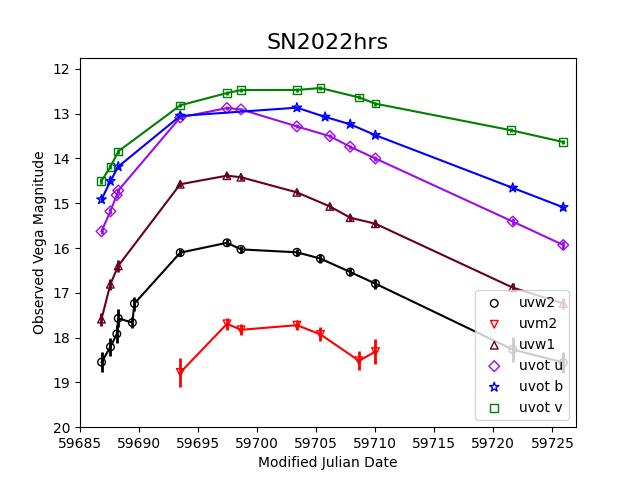 SN2022hrs
Observed Vega Magnitude
12
13
14
15
16
17
18
19
20
uvw2
uvm2
uvw1
uvot u
uvot b
uvot v
59685 59690 59695 59700 59705 59710 59715 59720 59725
Modified Julian Date